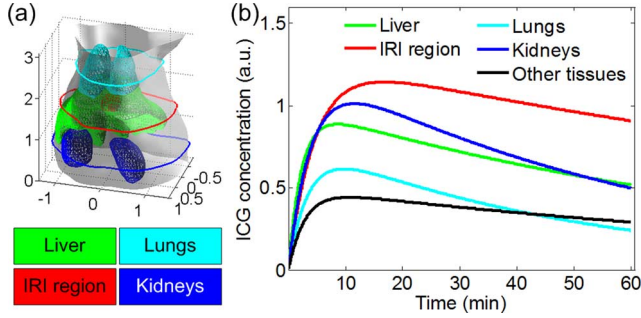 (a)
3
2
1
0
-1
0
1
-0.5
0
0.5
1
Liver
Lungs
IRI region
Kidneys
(b)
ICG concentration (a.u.)
1.5
1
0.5
0
10
20
30
40
50
60
Time (min)
Liver
IRI region
Lungs
Kidneys
Other tissues